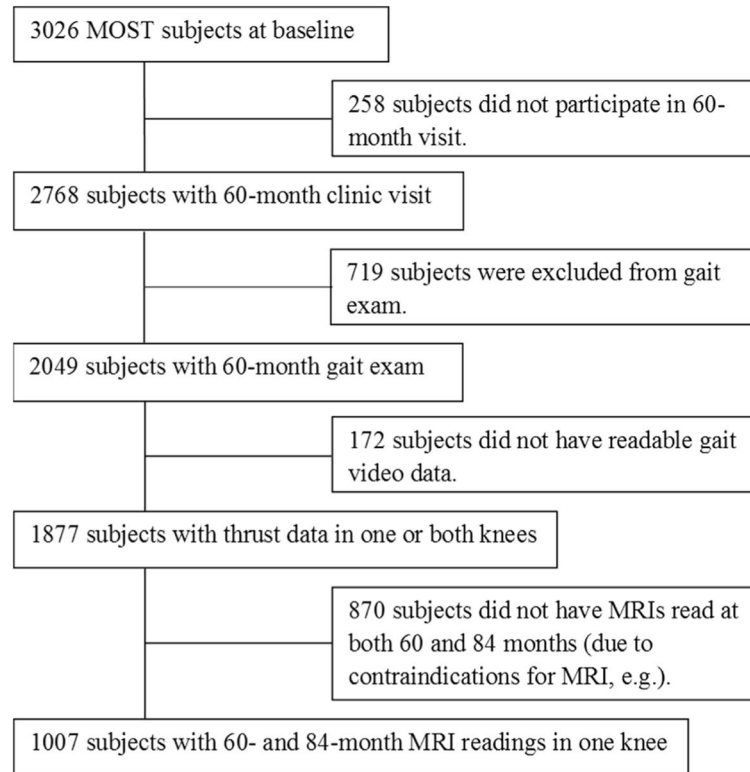 3026 MOST subjects at baseline
258 subjects did not participate in 60-
month visit.
2768 subjects with 60-month clinic visit
719 subjects were excluded from gait
exam.
2049 subjects with 60-month gait exam
172 subjects did not have readable gait
video data.
1877 subjects with thrust data in one or both knees
870 subjects did not have MRIs read at
both 60 and 84 months (due to
contraindications for MRI, e.g.).
1007 subjects with 60- and 84-month MRI readings in one knee